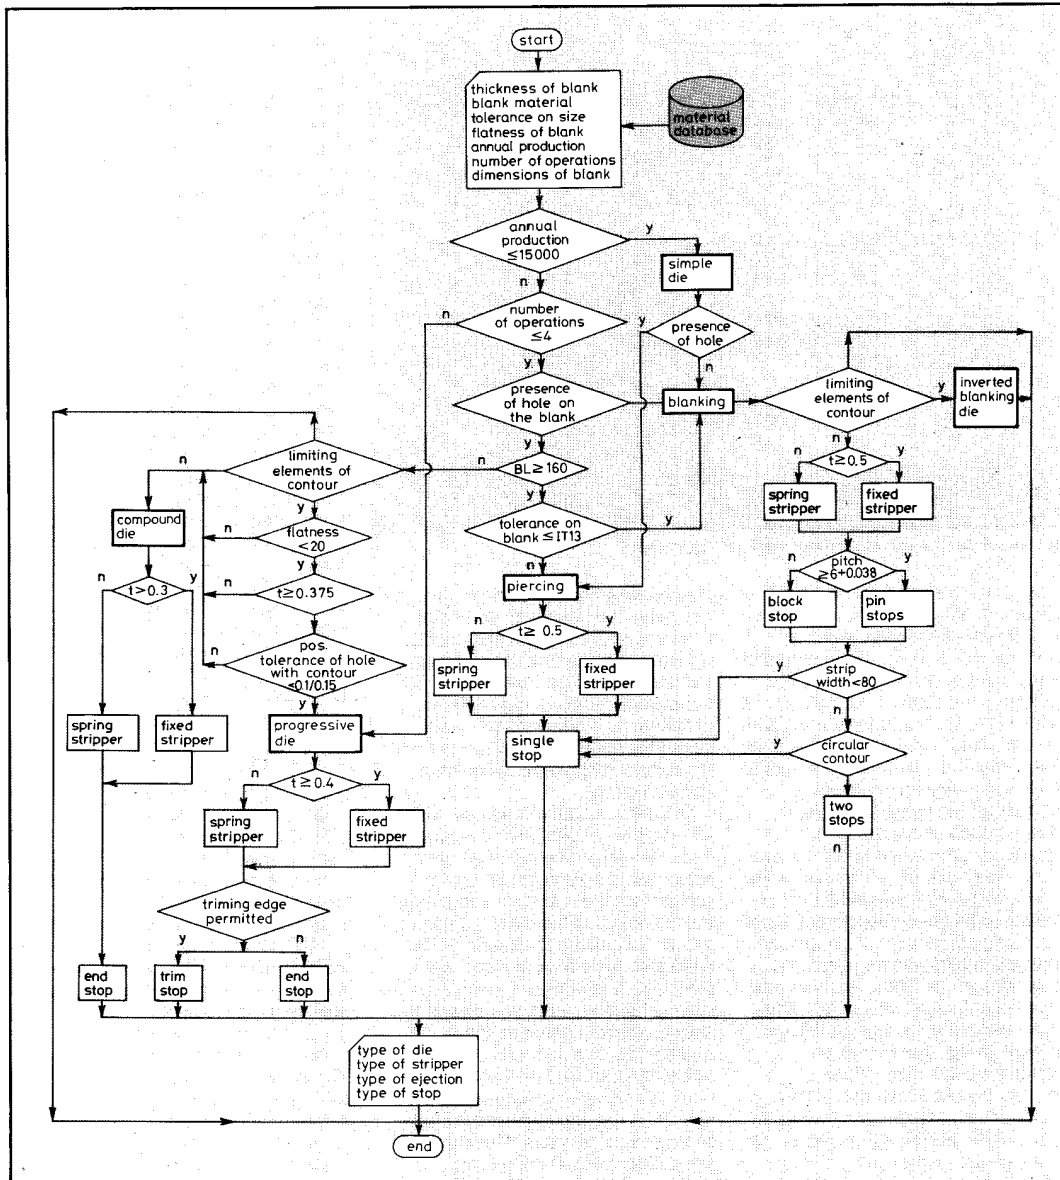 start
thickness of blank
blank material
tolerance on size
flatness of blank
annual production
number of operations
dimensions of blank
material
database
annual
production
≤15000
y
n
simple
die
number
of operations
≤4
n
y
presence
of hole
y
n
presence
of hole on
the blank
y
blanking
limiting
elements of
contour
y
n
inverted
blanking
die
limiting
elements of
contour
n
y
BL ≥ 160
n
y
t≥0.5
n
y
spring
stripper
fixed
stripper
compound
die
flatness
<20
n
y
tolerance on
blank ≤IT13
y
n
pitch
≥6+0.038
n
y
block
stop
pin
stops
t>0.3
n
y
t≥0.375
n
piercing
t≥ 0.5
n
y
spring
stripper
fixed
stripper
pos.
tolerance of hole
with contour
≤0.1/0.15
n
y
strip
width<80
y
n
spring
stripper
fixed
stripper
progressive
die
single
stop
circular
contour
y
t ≥ 0.4
n
y
spring
stripper
fixed
stripper
two
stops
n
triming edge
permitted
y
n
end
stop
trim
stop
end
stop
type of die
type of stripper
type of ejection
type of stop
end